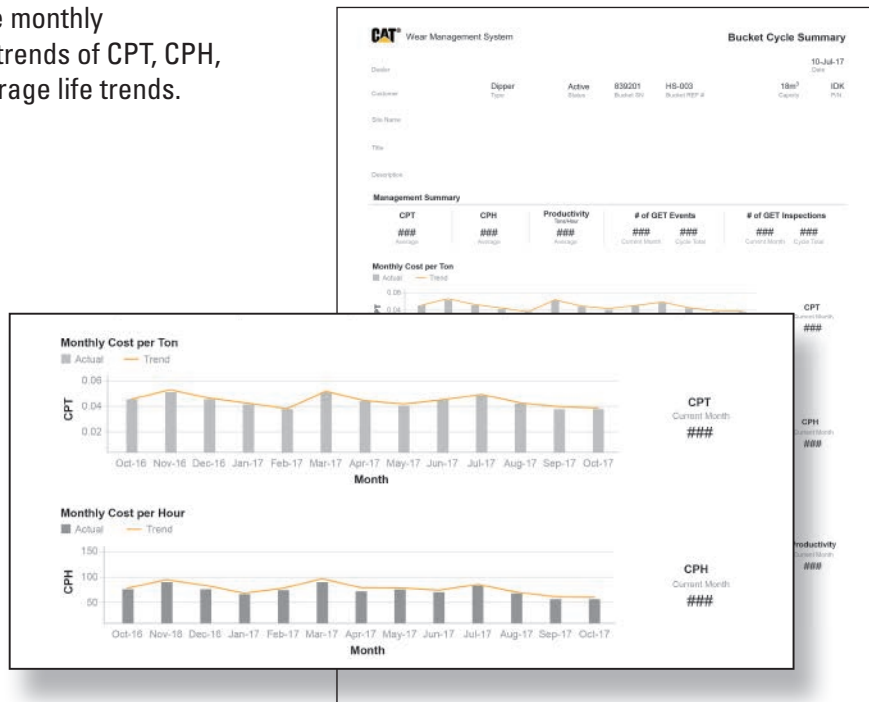 e monthly
trends of CPT, CPH,
rage life trends.
CAT® Wear Management System
Bucket Cycle Summary
10-Jul-17
Date
Dealer
Dipper Active 839201 HS-003 18m³ IDK
Customer Type Status Bucket SN Bucket REF # Capacity P/N
Site Name
Title
Description
Management Summary
CPT CPH Productivity # of GET Events # of GET Inspections
Tons/Hour
### ### ### ### ### ### ###
Average Average Average Current Month Cycle Total Current Month Cycle Total
Monthly Cost per Ton
Actual Trend
0.06
0.04
CPT
Current Month
###
CPH
Current Month
###
roductivity
Current Month
###
Monthly Cost per Ton
Actual Trend
0.06
0.04
0.02
CPT
Oct-16 Nov-16 Dec-16 Jan-17 Feb-17 Mar-17 Apr-17 May-17 Jun-17 Jul-17 Aug-17 Sep-17 Oct-17
Month
CPT
Current Month
###
Monthly Cost per Hour
Actual Trend
150
100
50
CPH
Oct-16 Nov-16 Dec-16 Jan-17 Feb-17 Mar-17 Apr-17 May-17 Jun-17 Jul-17 Aug-17 Sep-17 Oct-17
Month
CPH
Current Month
###